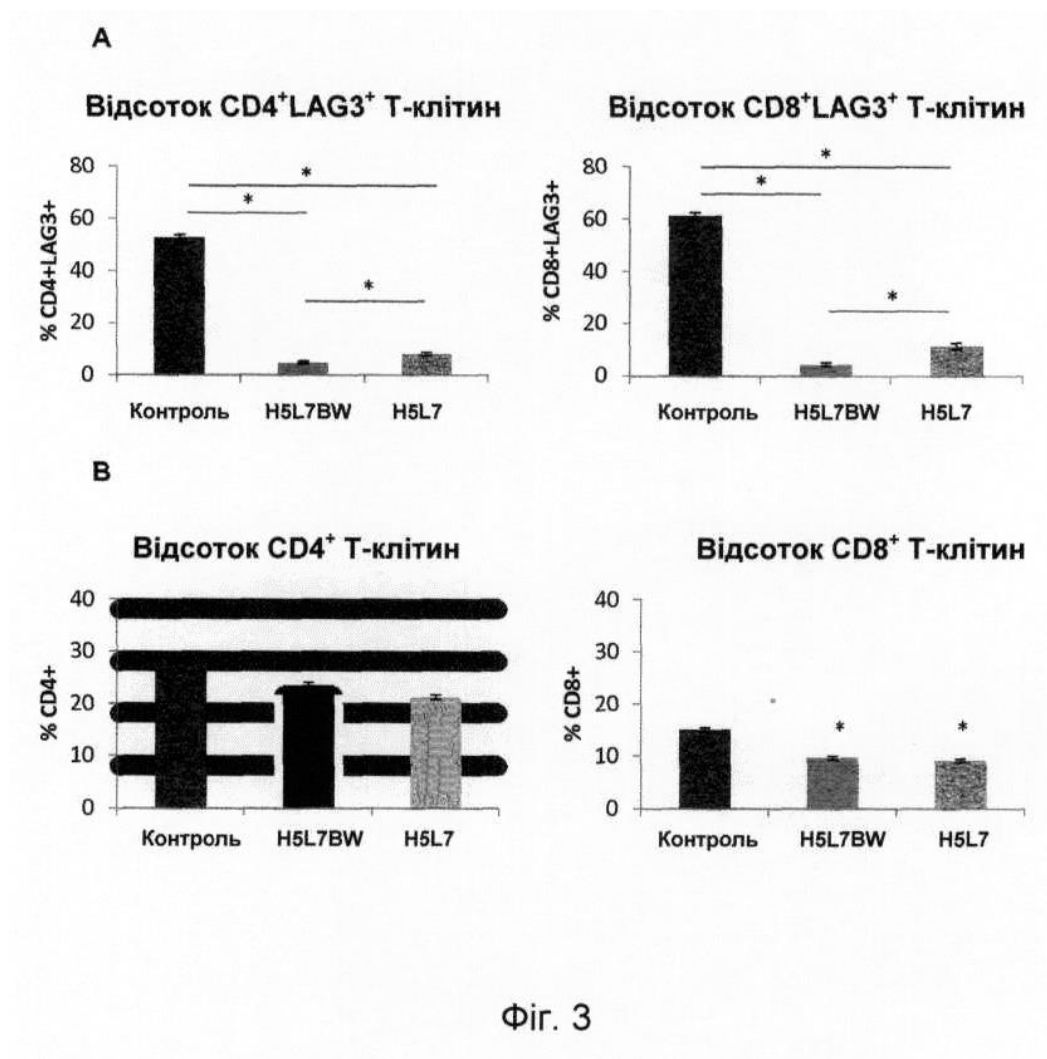 A
Відсоток CD4⁺LAG3⁺ Т-клітин
% CD4+LAG3+
80
60
40
20
0
*
*
*
Контроль H5L7BW H5L7
Відсоток CD8⁺LAG3⁺ Т-клітин
% CD8+LAG3+
80
60
40
20
0
*
*
*
Контроль H5L7BW H5L7
B
Відсоток CD4⁺ Т-клітин
% CD4+
40
30
20
10
0
Контроль H5L7BW H5L7
Відсоток CD8⁺ Т-клітин
% CD8+
40
30
20
10
0
* *
Контроль H5L7BW H5L7
Фіг. 3